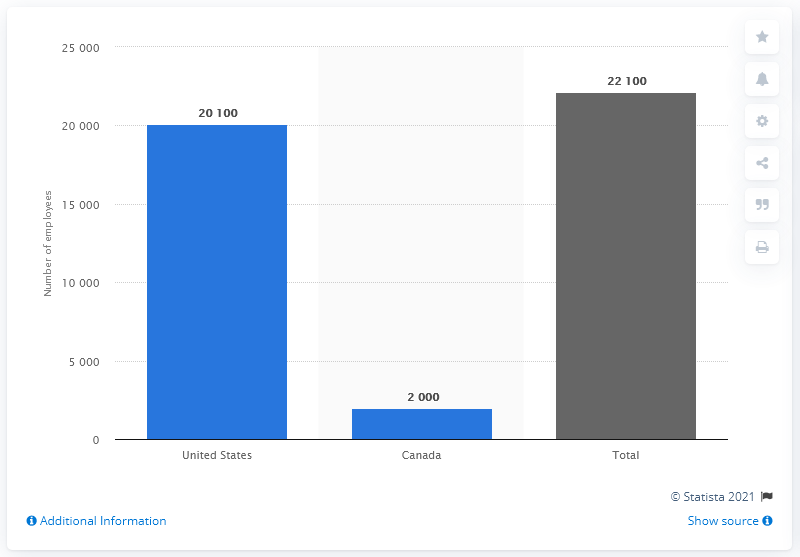 25 000
20 000
15 000
10 000
5 000
0
Number of employees
20 100
2 000
22 100
United States
Canada
Total
© Statista 2021
Additional Information
Show source